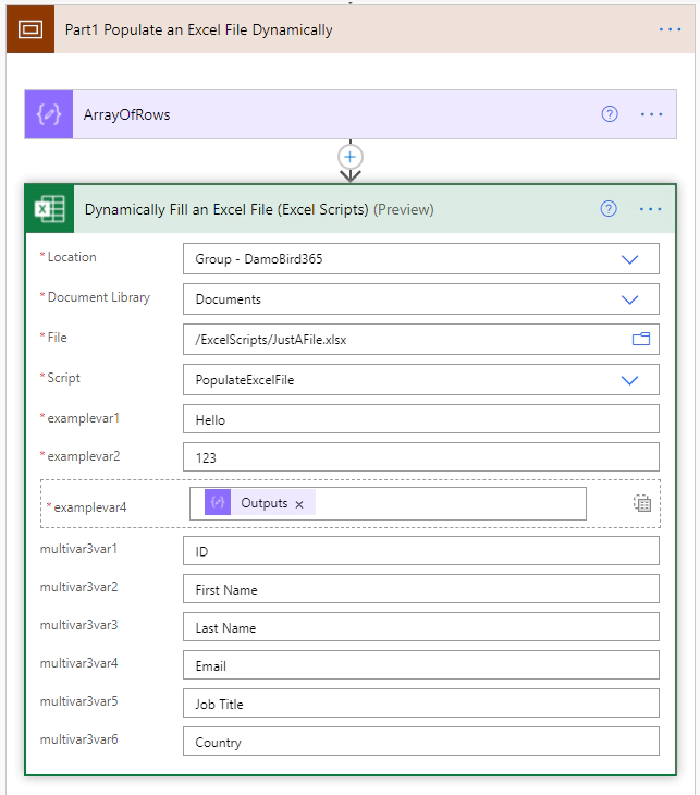 Part1 Populate an Excel File Dynamically
ArrayOfRows
Dynamically Fill an Excel File (Excel Scripts) (Preview)
* Location
Group - DamoBird365
* Document Library
Documents
* File
/ExcelScripts/JustAFile.xlsx
* Script
PopulateExcelFile
* examplevar1
Hello
* examplevar2
123
* examplevar4
Outputs
multivar3var1
ID
multivar3var2
First Name
multivar3var3
Last Name
multivar3var4
Email
multivar3var5
Job Title
multivar3var6
Country